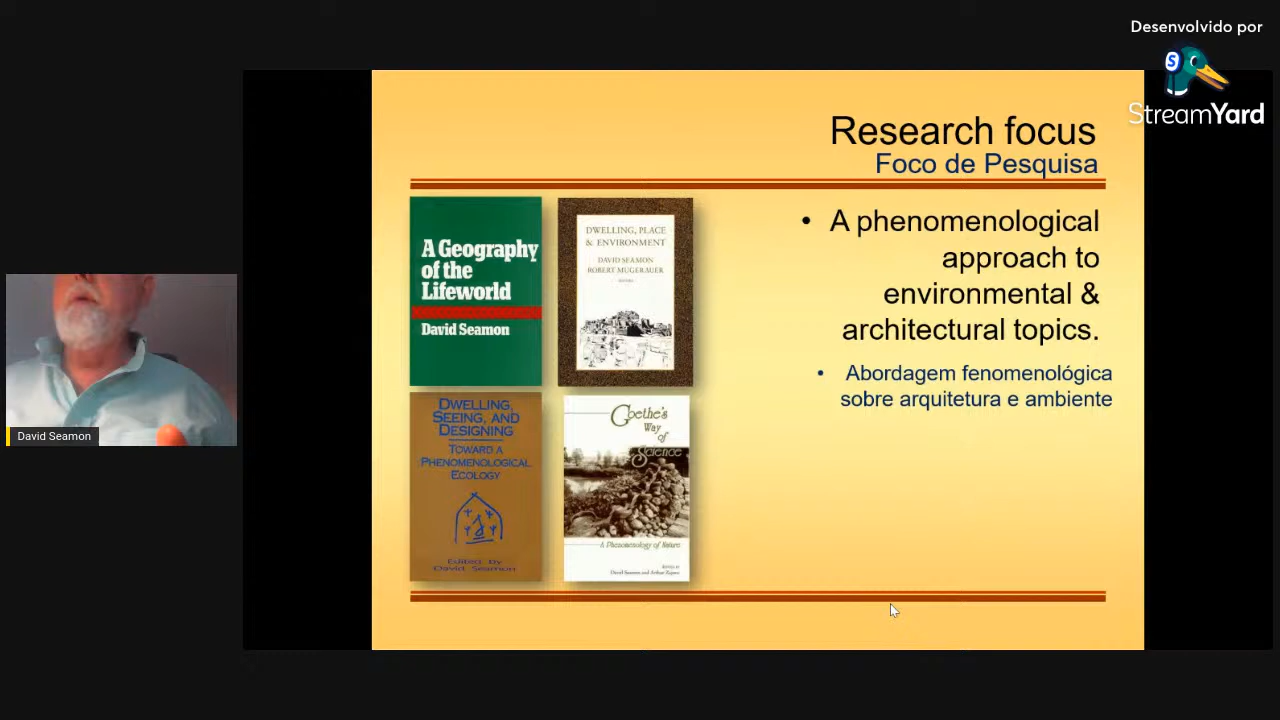 Desenvolvido por
StreamYard
Research focus
Foco de Pesquisa
A Geography
of the
Lifeworld
David Seamon
DWELLING, PLACE
& ENVIRONMENT
DAVID SEAMON
ROBERT MUGERAUER
EDITORS
DWELLING,
SEEING, AND
DESIGNING
TOWARD A
PHENOMENOLOGICAL
ECOLOGY
Edited by
David Seamon
Goethe's
Way
of
Science
A Phenomenology of Nature
David Seamon and Arthur Zajonc
• A phenomenological
approach to
environmental &
architectural topics.
• Abordagem fenomenológica
sobre arquitetura e ambiente
David Seamon